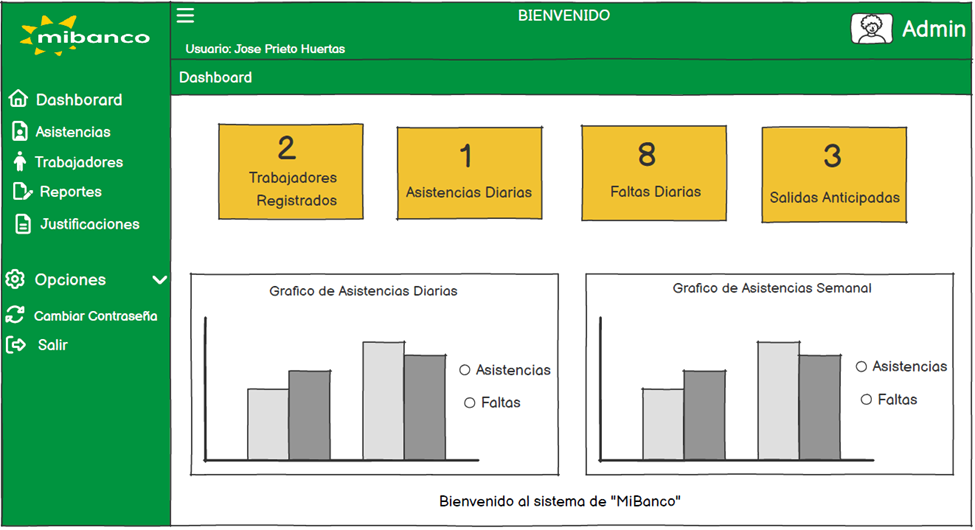 mibanco
BIENVENIDO
Admin
Usuario: Jose Prieto Huertas
Dashboard
Dashborard
Asistencias
Trabajadores
Reportes
Justificaciones
Opciones
Cambiar Contraseña
Salir
2
Trabajadores
Registrados
1
Asistencias Diarias
8
Faltas Diarias
3
Salidas Anticipadas
Grafico de Asistencias Diarias
Asistencias
Faltas
Grafico de Asistencias Semanal
Asistencias
Faltas
Bienvenido al sistema de "MiBanco"